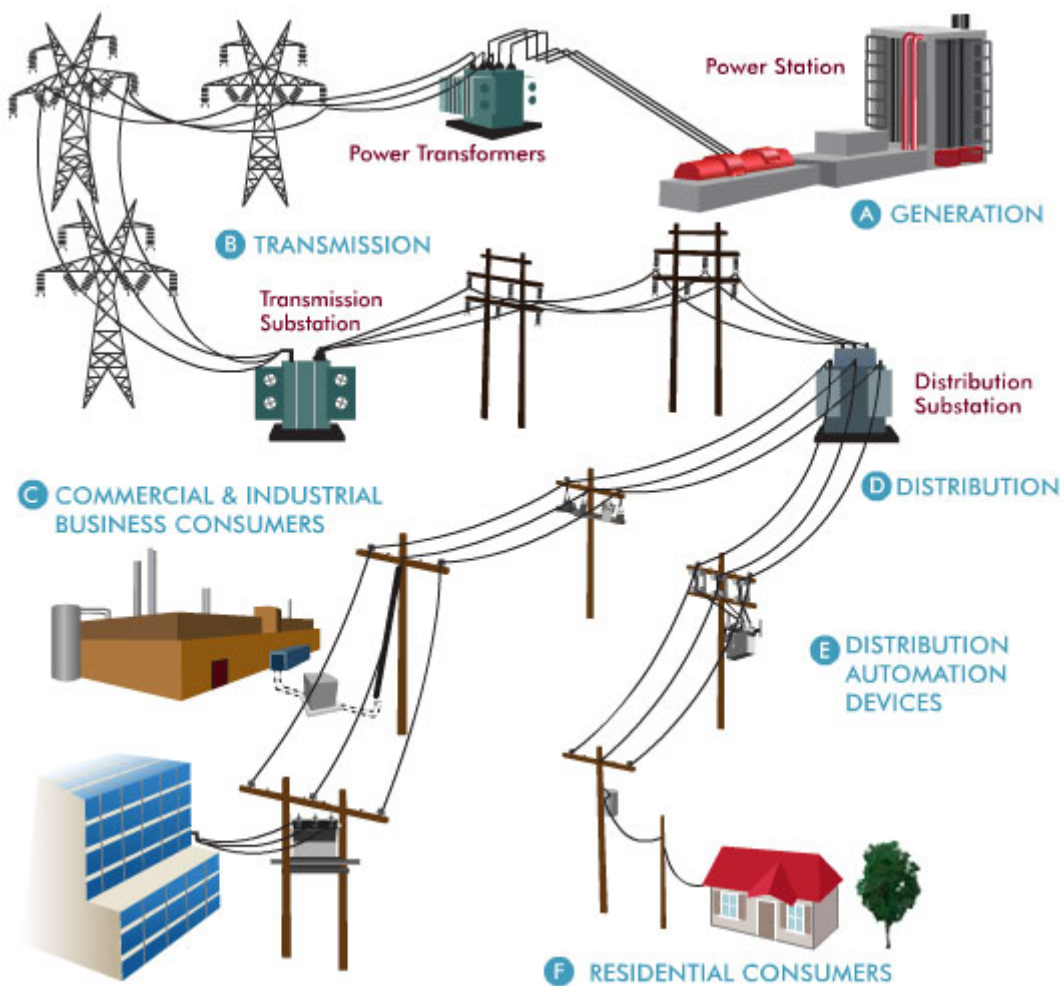 Power Station
Power Transformers
A GENERATION
B TRANSMISSION
Transmission
Substation
Distribution
Substation
C COMMERCIAL & INDUSTRIAL
BUSINESS CONSUMERS
D DISTRIBUTION
E DISTRIBUTION
AUTOMATION
DEVICES
F RESIDENTIAL CONSUMERS